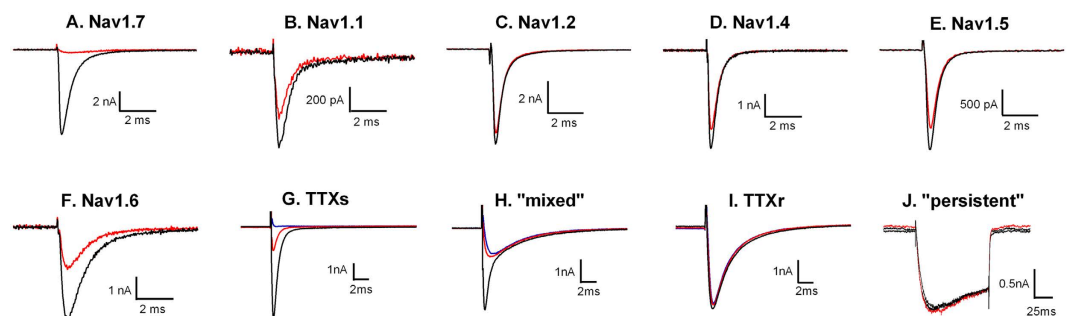 A. Nav1.7
B. Nav1.1
C. Nav1.2
D. Nav1.4
E. Nav1.5
2 nA
2 ms
200 pA
2 ms
2 nA
2 ms
1 nA
2 ms
500 pA
2 ms
F. Nav1.6
G. TTXs
H. "mixed"
I. TTXr
J. "persistent"
1 nA
2 ms
1nA
2ms
1nA
2ms
1nA
2ms
0.5nA
25ms